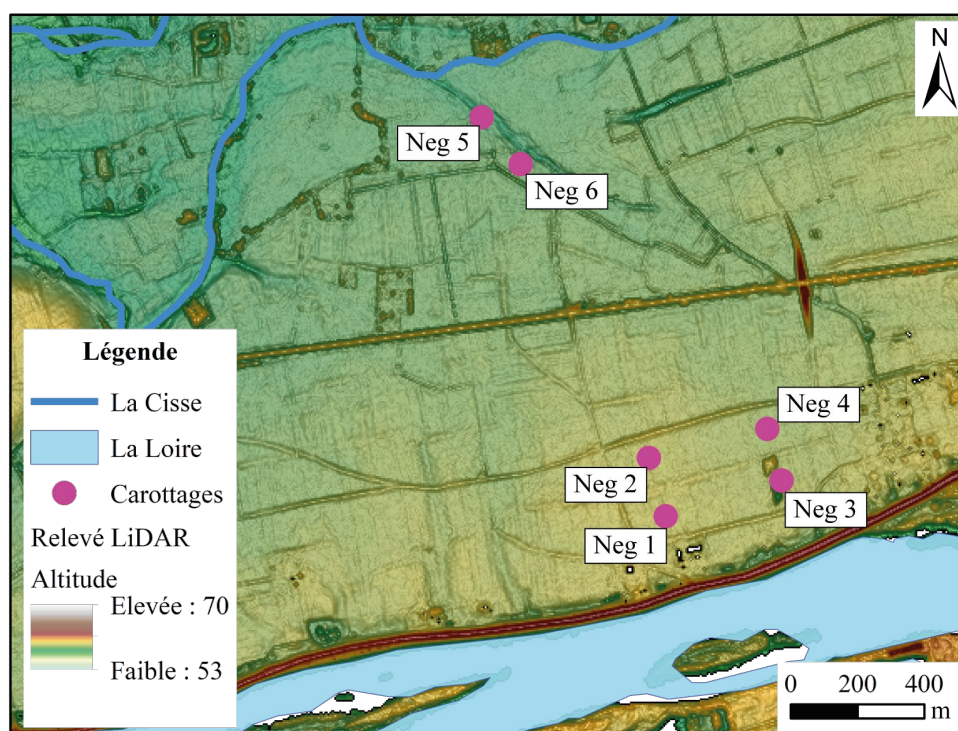 N
Neg 5
Neg 6
Neg 4
Neg 2
Neg 3
Neg 1
Légende
La Cisse
La Loire
Carottages
Relevé LiDAR
Altitude
Elevée : 70
Faible : 53
0 200 400
m